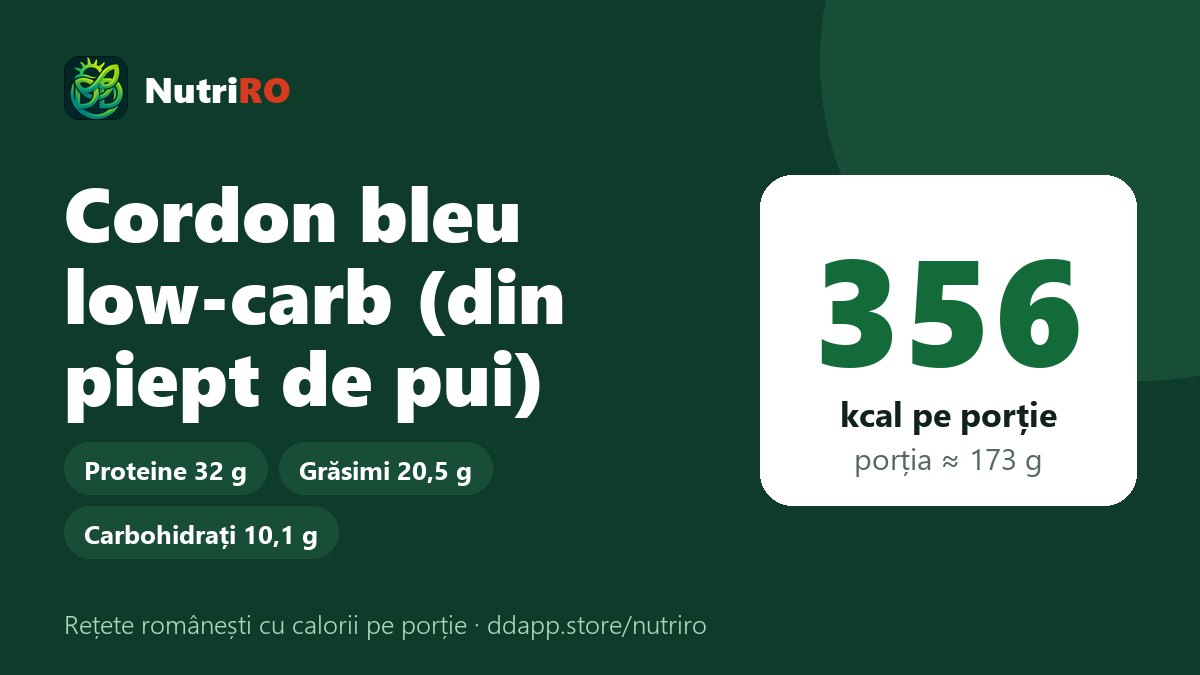 NutriRO
Cordon bleu
low-carb (din
piept de pui)
Proteine 32 g
Grăsimi 20,5 g
Carbohidrați 10,1 g
356
kcal pe porție
porția ≈ 173 g
Rețete românești cu calorii pe porție · ddapp.store/nutriro